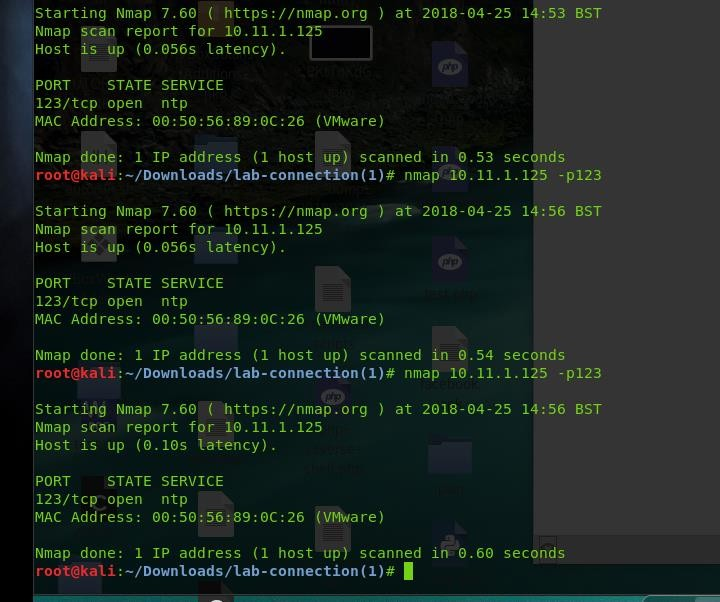 Starting Nmap 7.60 ( https://nmap.org ) at 2018-04-25 14:53 BST
Nmap scan report for 10.11.1.125
Host is up (0.056s latency).
PORT    STATE SERVICE
123/tcp open  ntp
MAC Address: 00:50:56:89:0C:26 (VMware)
Nmap done: 1 IP address (1 host up) scanned in 0.53 seconds
root@kali:~/Downloads/lab-connection(1)# nmap 10.11.1.125 -p123
Starting Nmap 7.60 ( https://nmap.org ) at 2018-04-25 14:56 BST
Nmap scan report for 10.11.1.125
Host is up (0.056s latency).
PORT    STATE SERVICE
123/tcp open  ntp
MAC Address: 00:50:56:89:0C:26 (VMware)
Nmap done: 1 IP address (1 host up) scanned in 0.54 seconds
root@kali:~/Downloads/lab-connection(1)# nmap 10.11.1.125 -p123
Starting Nmap 7.60 ( https://nmap.org ) at 2018-04-25 14:56 BST
Nmap scan report for 10.11.1.125
Host is up (0.10s latency).
PORT    STATE SERVICE
123/tcp open  ntp
MAC Address: 00:50:56:89:0C:26 (VMware)
Nmap done: 1 IP address (1 host up) scanned in 0.60 seconds
root@kali:~/Downloads/lab-connection(1)#
php
php
php
test.php
facebook
php
reverse-
shell.php